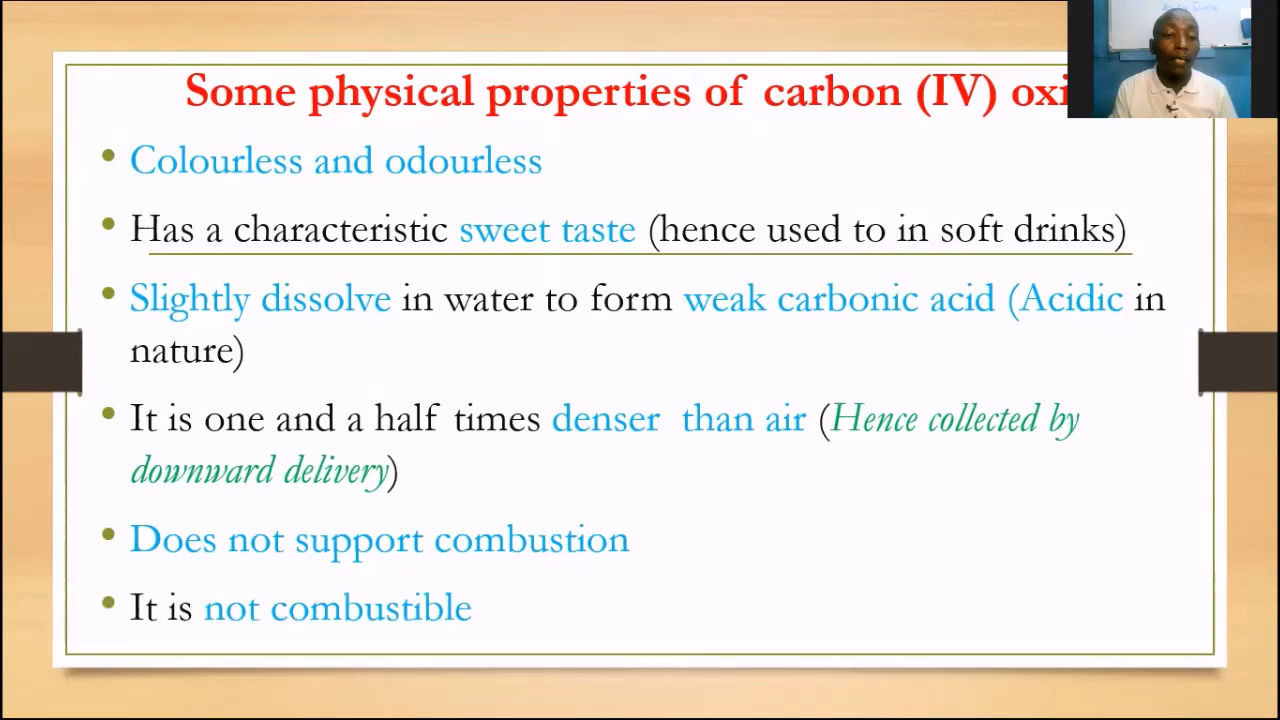 Some physical properties of carbon (IV) oxi
• Colourless and odourless
• Has a characteristic sweet taste (hence used to in soft drinks)
• Slightly dissolve in water to form weak carbonic acid (Acidic in
nature)
• It is one and a half times denser than air (Hence collected by
downward delivery)
• Does not support combustion
• It is not combustible